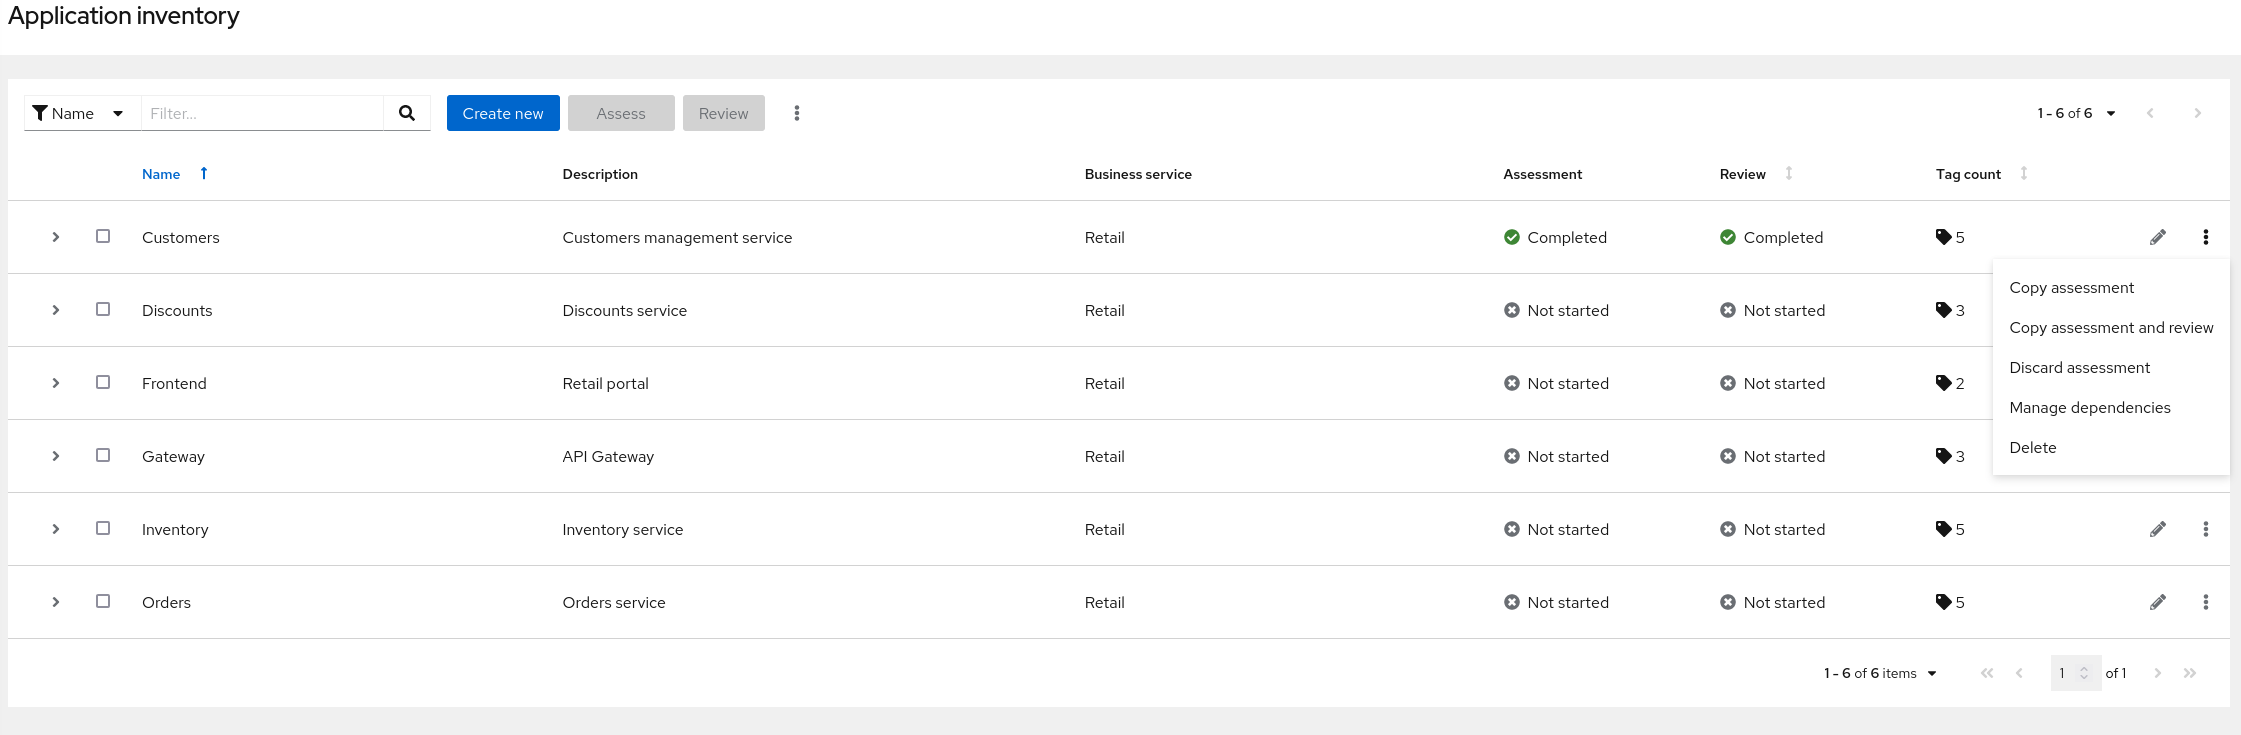 Application inventory
Name Filter... Create new Assess Review 1 - 6 of 6
Name Description Business service Assessment Review Tag count
Customers Customers management service Retail Completed Completed 5
Copy assessment
Discounts Discounts service Retail Not started Not started 3
Copy assessment and review
Discard assessment
Frontend Retail portal Retail Not started Not started 2
Manage dependencies
Delete
Gateway API Gateway Retail Not started Not started 3
Inventory Inventory service Retail Not started Not started 5
Orders Orders service Retail Not started Not started 5
1 - 6 of 6 items 1 of 1